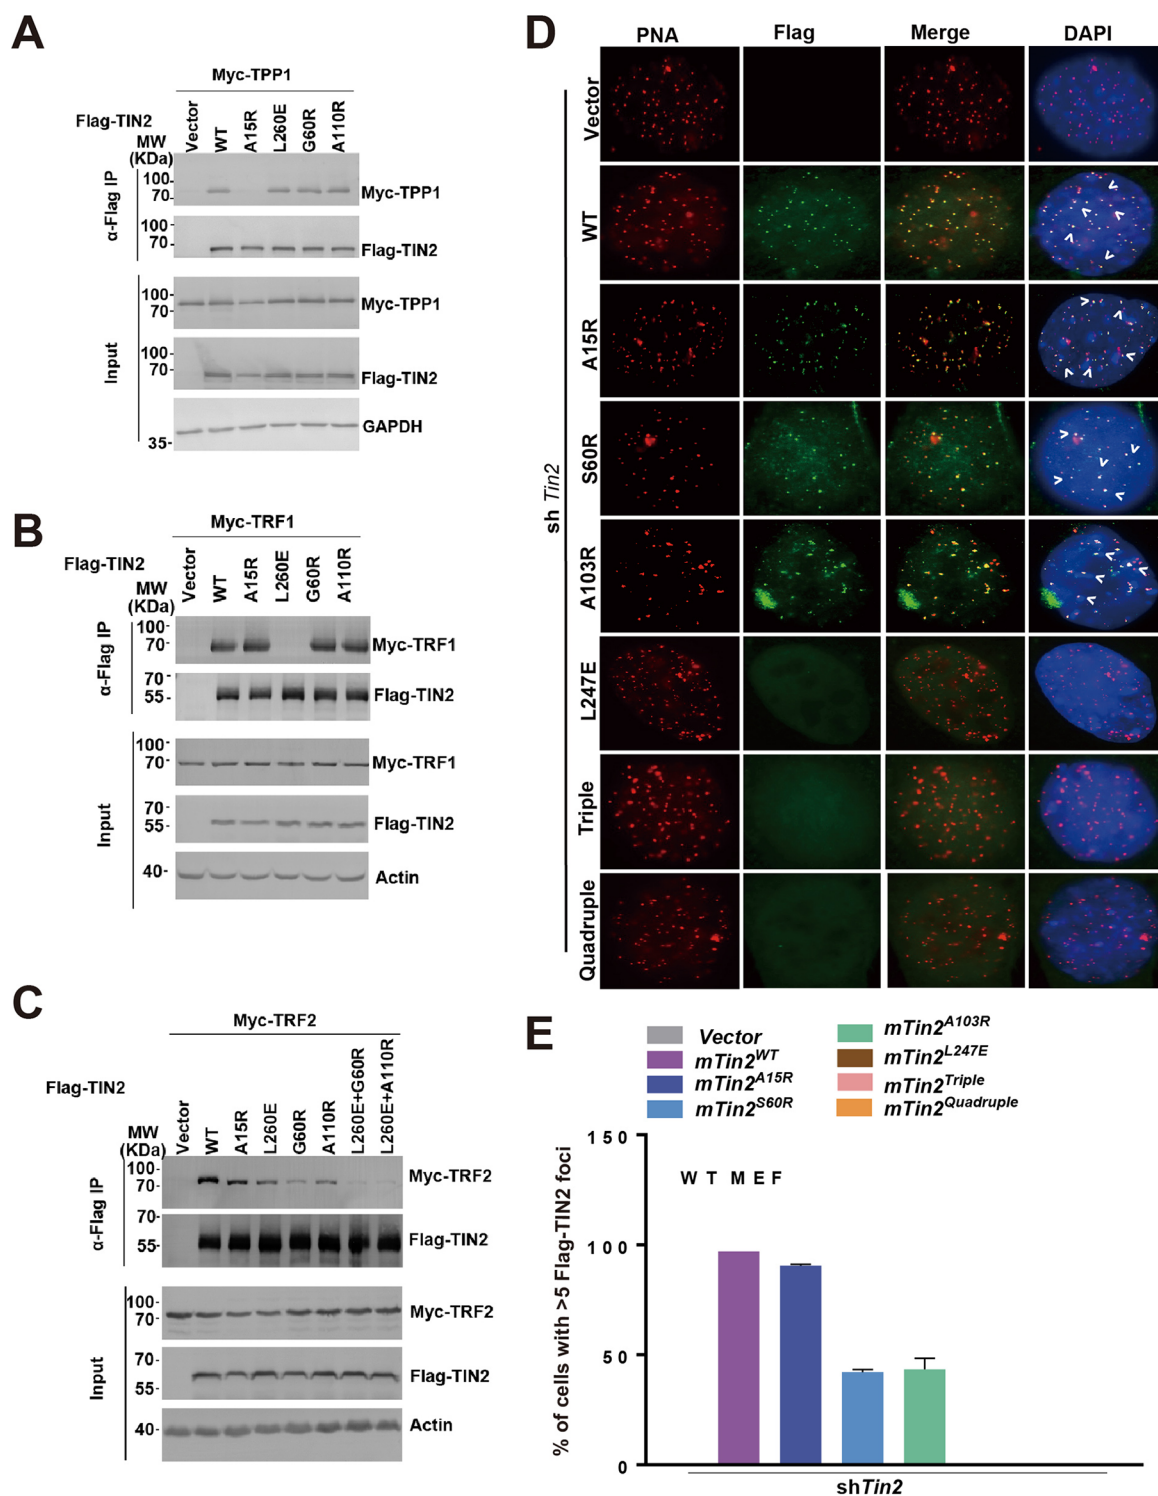 A
Myc-TPP1
Flag-TIN2
Vector
WT
A15R
L260E
G60R
A110R
MW
(KDa)
α-Flag IP
100-
70-
Myc-TPP1
100-
70-
Flag-TIN2
Input
100-
70-
Myc-TPP1
100-
70-
Flag-TIN2
35-
GAPDH
B
Myc-TRF1
Flag-TIN2
Vector
WT
A15R
L260E
G60R
A110R
MW
(KDa)
α-Flag IP
100-
70-
Myc-TRF1
70-
55-
Flag-TIN2
Input
100-
70-
Myc-TRF1
70-
55-
Flag-TIN2
40-
Actin
C
Myc-TRF2
Flag-TIN2
Vector
WT
A15R
L260E
G60R
A110R
L260E+G60R
L260E+A110R
MW
(KDa)
α-Flag IP
100-
70-
Myc-TRF2
70-
55-
Flag-TIN2
Input
100-
70-
Myc-TRF2
70-
55-
Flag-TIN2
40-
Actin
D
PNA Flag Merge DAPI
sh Tin2
Vector
WT
A15R
S60R
A103R
L247E
Triple
Quadruple
E
Vector
mTin2WT
mTin2A15R
mTin2S60R
mTin2A103R
mTin2L247E
mTin2Triple
mTin2Quadruple
% of cells with >5 Flag-TIN2 foci
150
100
50
0
WT MEF
shTin2